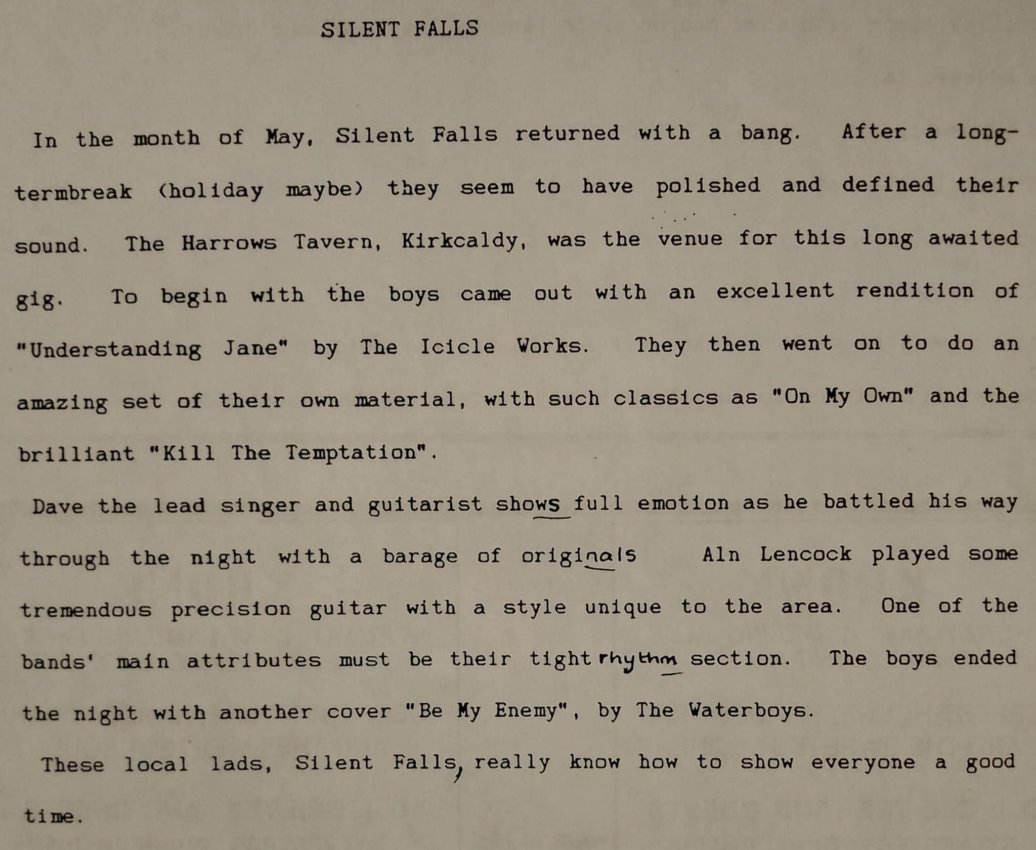 SILENT FALLS
In the month of May, Silent Falls returned with a bang. After a long-
termbreak (holiday maybe) they seem to have polished and defined their
sound. The Harrows Tavern, Kirkcaldy, was the venue for this long awaited
gig. To begin with the boys came out with an excellent rendition of
"Understanding Jane" by The Icicle Works. They then went on to do an
amazing set of their own material, with such classics as "On My Own" and the
brilliant "Kill The Temptation".
Dave the lead singer and guitarist shows full emotion as he battled his way
through the night with a barage of originals Aln Lencock played some
tremendous precision guitar with a style unique to the area. One of the
bands' main attributes must be their tight rhythm section. The boys ended
the night with another cover "Be My Enemy", by The Waterboys.
These local lads, Silent Falls, really know how to show everyone a good
time.